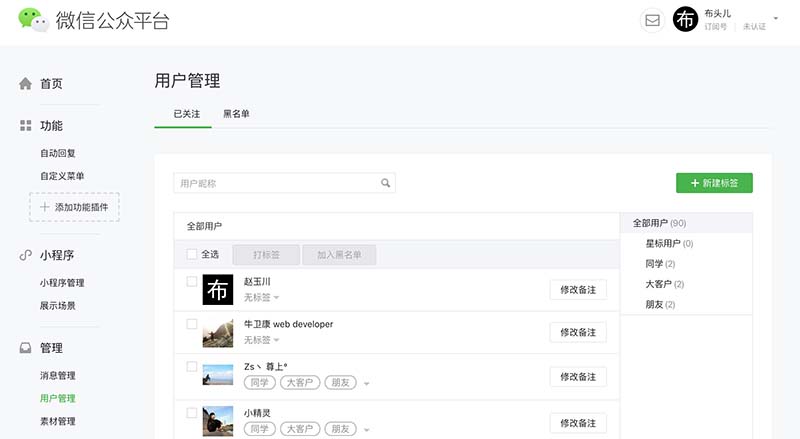 微信公众平台
布 布头儿
订阅号 | 未认证
首页
功能
自动回复
自定义菜单
+ 添加功能插件
小程序
小程序管理
展示场景
管理
消息管理
用户管理
素材管理
用户管理
已关注 黑名单
用户昵称
+ 新建标签
全部用户
全选 打标签 加入黑名单
布 赵玉川
无标签
修改备注
牛卫康 web developer
无标签
修改备注
Zs丶 尊上°
同学 大客户 朋友
修改备注
小精灵
同学 大客户 朋友
修改备注
全部用户 (90)
星标用户 (0)
同学 (2)
大客户 (2)
朋友 (2)